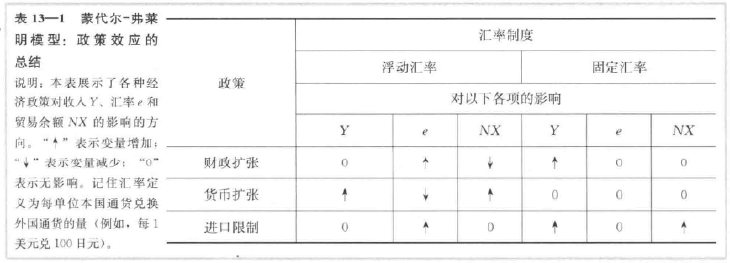 表 13—1 蒙代尔-弗莱
明模型：政策效应的
总结
说明：本表展示了各种经
济政策对收入Y、汇率e和
贸易余额 NX 的影响的方
向。“↑”表示变量增加；
“↓”表示变量减少；“0”
表示无影响。记住汇率定
义为每单位本国通货兑换
外国通货的量（例如，每1
美元兑100日元）。
政策
汇率制度
浮动汇率 固定汇率
对以下各项的影响
Y e NX Y e NX
财政扩张 0 ↑ ↓ ↑ 0 0
货币扩张 ↑ ↓ ↑ 0 0 0
进口限制 0 ↑ 0 ↑ 0 ↑